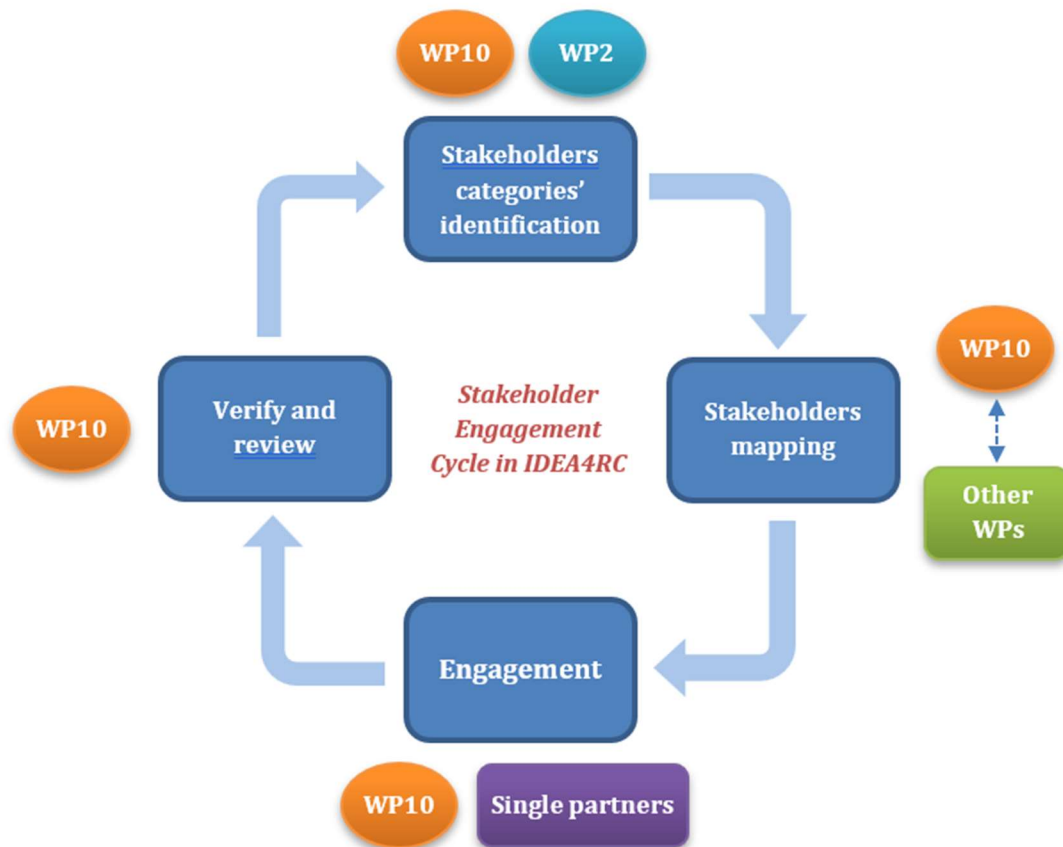 WP10
WP2
Stakeholders
categories’
identification
WP10
Stakeholders
mapping
Other
WPs
Verify and
review
WP10
Stakeholder
Engagement
Cycle in IDEA4RC
Engagement
WP10
Single partners